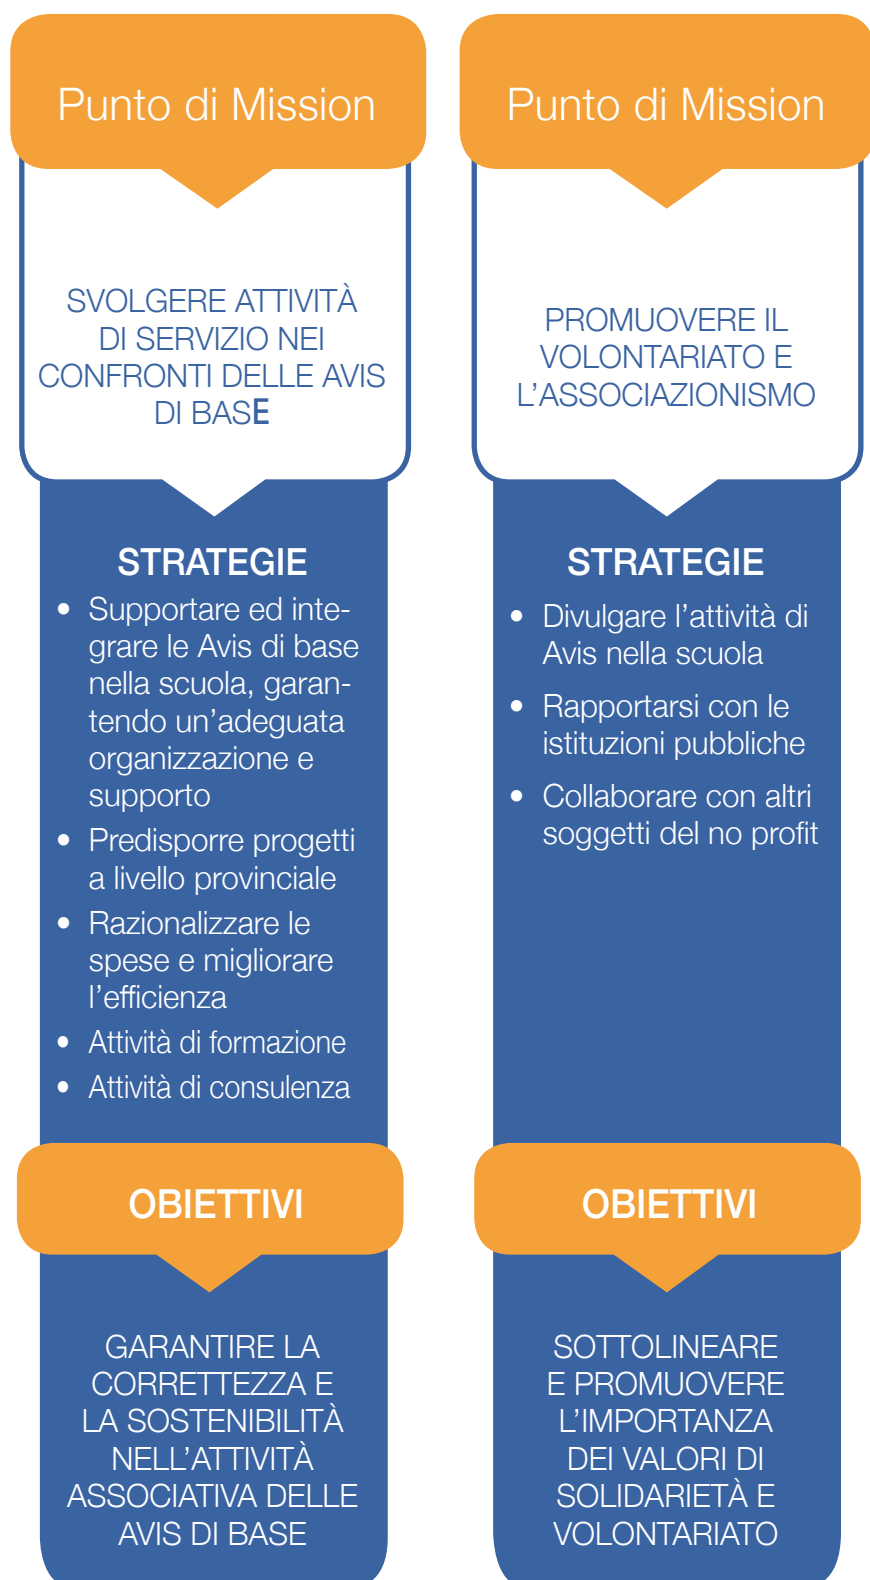 Punto di Mission
SVOLGERE ATTIVITÀ
DI SERVIZIO NEI
CONFRONTI DELLE AVIS
DI BASE
STRATEGIE
• Supportare ed inte-
grare le Avis di base
nella scuola, garan-
tendo un’adeguata
organizzazione e
supporto
• Predisporre progetti
a livello provinciale
• Razionalizzare le
spese e migliorare
l’efficienza
• Attività di formazione
• Attività di consulenza
OBIETTIVI
GARANTIRE LA
CORRETTEZZA E
LA SOSTENIBILITÀ
NELL’ATTIVITÀ
ASSOCIATIVA DELLE
AVIS DI BASE
Punto di Mission
PROMUOVERE IL
VOLONTARIATO E
L’ASSOCIAZIONISMO
STRATEGIE
• Divulgare l’attività di
Avis nella scuola
• Rapportarsi con le
istituzioni pubbliche
• Collaborare con altri
soggetti del no profit
OBIETTIVI
SOTTOLINEARE
E PROMUOVERE
L’IMPORTANZA
DEI VALORI DI
SOLIDARIETÀ E
VOLONTARIATO